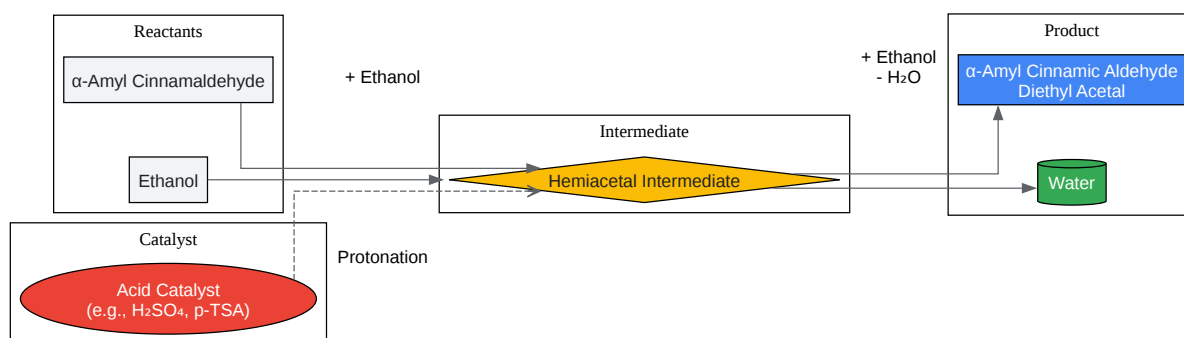 Reactants
α-Amyl Cinnamaldehyde
Ethanol
Catalyst
Acid Catalyst
(e.g., H₂SO₄, p-TSA)
+ Ethanol
Protonation
Intermediate
Hemiacetal Intermediate
+ Ethanol
- H₂O
Product
α-Amyl Cinnamic Aldehyde
Diethyl Acetal
Water